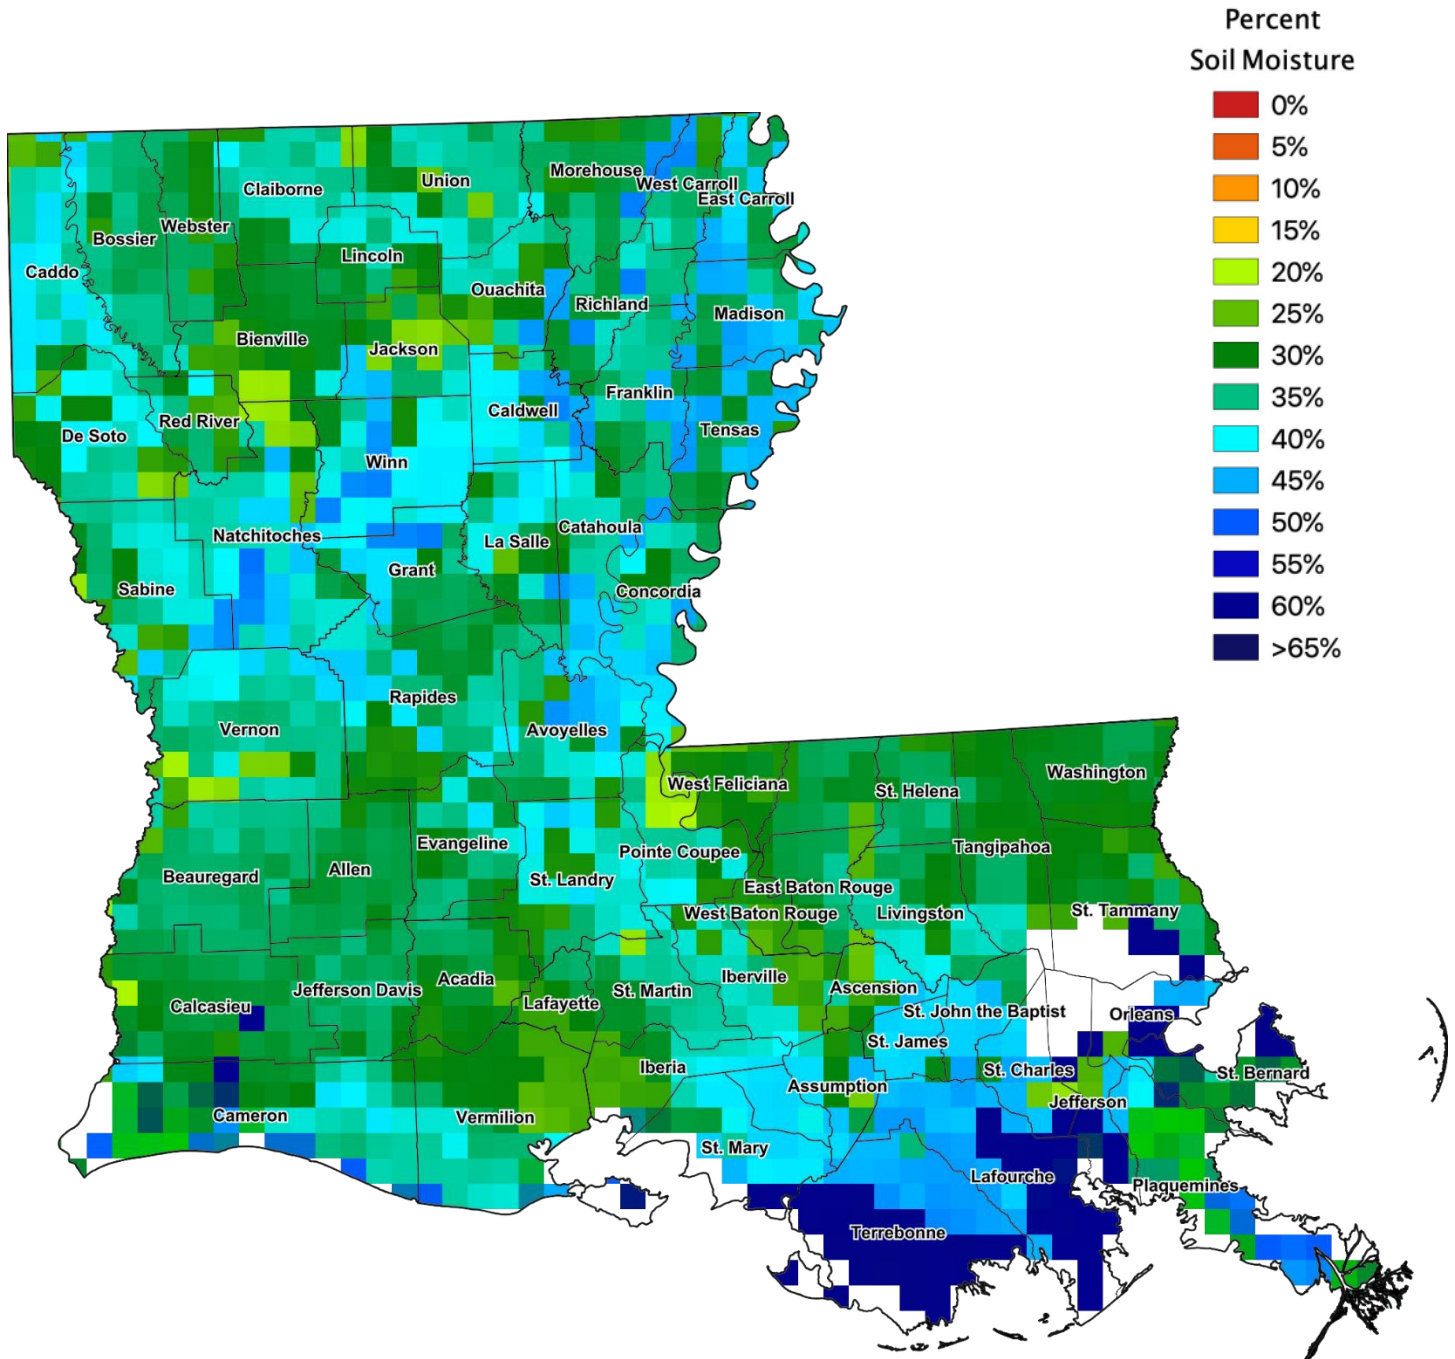 Percent
Soil Moisture
0%
5%
10%
15%
20%
25%
30%
35%
40%
45%
50%
55%
60%
>65%
Morehouse
West Carroll
East Carroll
Union
Claiborne
Webster
Bossier
Lincoln
Caddo
Ouachita
Richland
Madison
Bienville
Jackson
Franklin
Caldwell
Red River
De Soto
Tensas
Winn
Natchitoches
Catahoula
La Salle
Grant
Sabine
Concordia
Rapides
Vernon
Avoyelles
Washington
West Feliciana
St. Helena
Evangeline
Tangipahoa
Pointe Coupee
Allen
Beauregard
St. Landry
East Baton Rouge
West Baton Rouge
Livingston
St. Tammany
Iberville
Acadia
Jefferson Davis
St. Martin
Ascension
Lafayette
Calcasieu
St. John the Baptist
Orleans
St. James
Iberia
St. Charles
St. Bernard
Assumption
Jefferson
Cameron
Vermilion
St. Mary
Lafourche
Plaquemines
Terrebonne